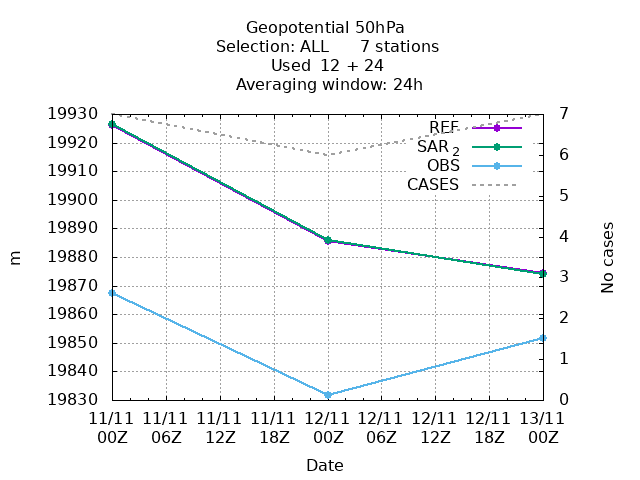 Geopotential 50hPa
Selection: ALL 7 stations
Used 12 + 24
Averaging window: 24h
19930
19920
19910
19900
19890
19880
19870
19860
19850
19840
19830
m
7
6
5
4
3
2
1
0
No cases
REF
SAR 2
OBS
CASES
11/11 11/11 11/11 11/11 12/11 12/11 12/11 12/11 13/11
00Z 06Z 12Z 18Z 00Z 06Z 12Z 18Z 00Z
Date